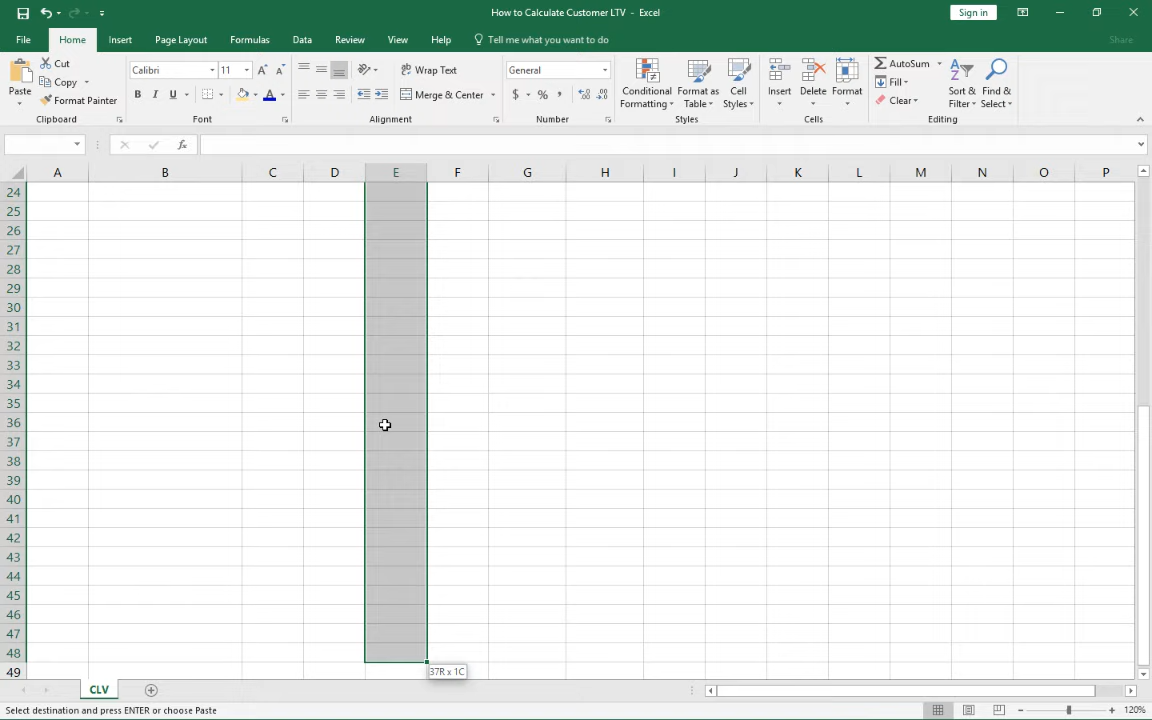 How to Calculate Customer LTV - Excel
Sign in
File Home Insert Page Layout Formulas Data Review View Help Tell me what you want to do Share
Paste Cut Copy Format Painter
Calibri 11
Wrap Text
Merge & Center
General
Conditional Formatting
Format as Table
Cell Styles
Insert Delete Format
AutoSum Fill Clear
Sort & Filter
Find & Select
Clipboard Font Alignment Number Styles Cells Editing
A B C D E F G H I J K L M N O P
24
25
26
27
28
29
30
31
32
33
34
35
36
37
38
39
40
41
42
43
44
45
46
47
48
37R x 1C
49
CLV
Select destination and press ENTER or choose Paste
120%